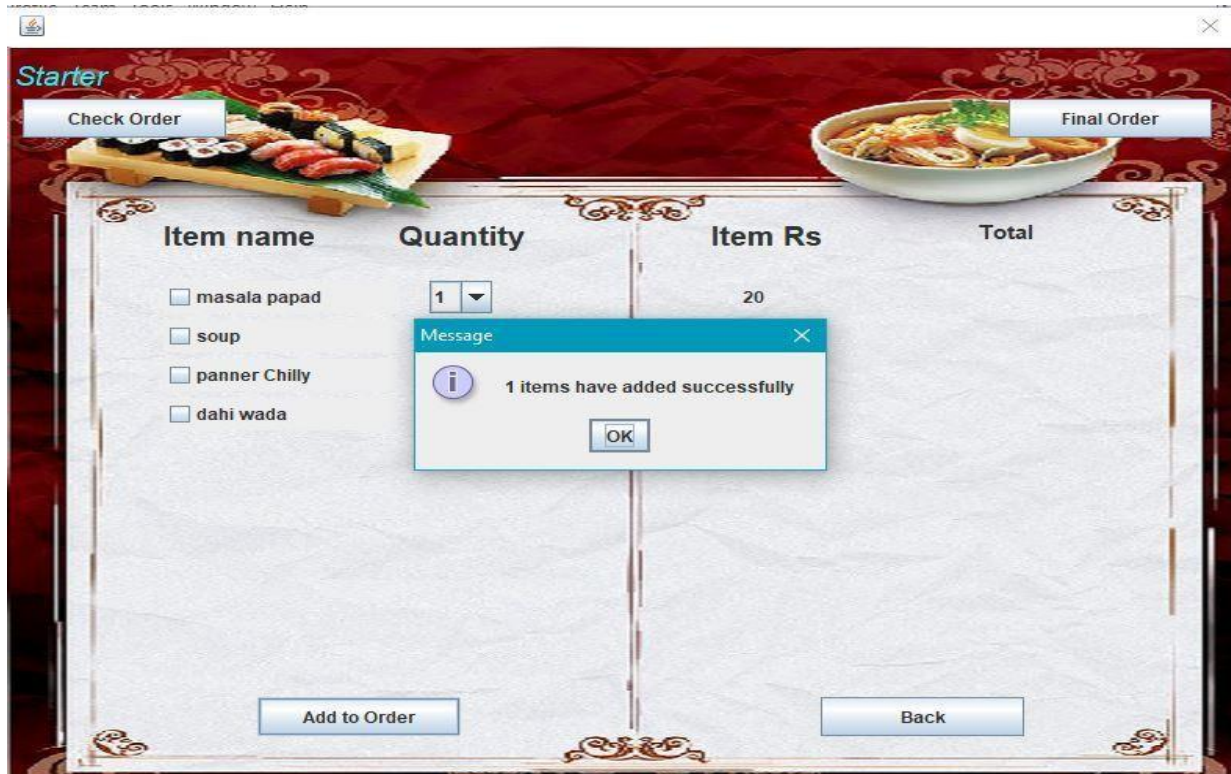 Starter
Check Order
Final Order
Item name Quantity Item Rs Total
masala papad 1 20
soup
Message
panner Chilly
1 items have added successfully
dahi wada
OK
Add to Order Back